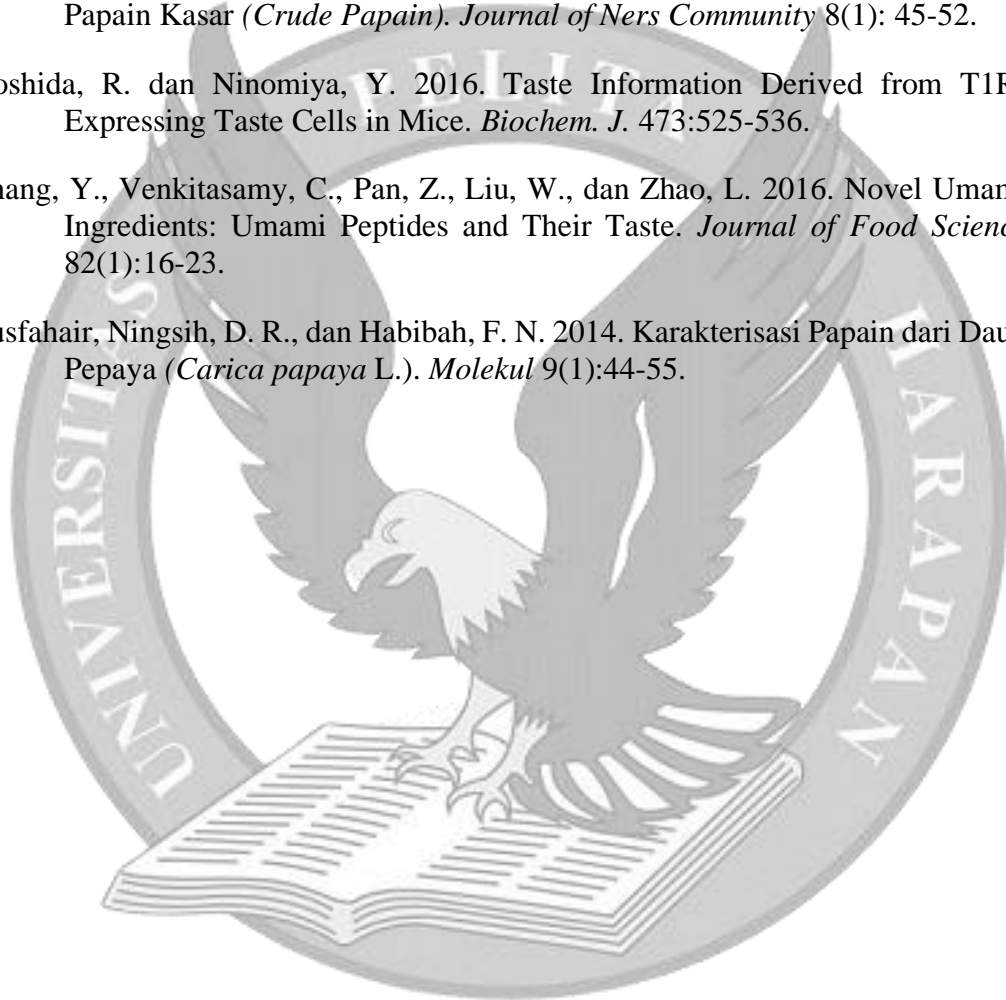 Papain Kasar (Crude Papain). Journal of Ners Community 8(1): 45-52.
oshida, R. dan Ninomiya, Y. 2016. Taste Information Derived from T1R
Expressing Taste Cells in Mice. Biochem. J. 473:525-536.
hang, Y., Venkitasamy, C., Pan, Z., Liu, W., dan Zhao, L. 2016. Novel Umam
Ingredients: Umami Peptides and Their Taste. Journal of Food Scienc
82(1):16-23.
usfahair, Ningsih, D. R., dan Habibah, F. N. 2014. Karakterisasi Papain dari Dau
Pepaya (Carica papaya L.). Molekul 9(1):44-55.
UNIVERSITAS PELITA HARAPAN